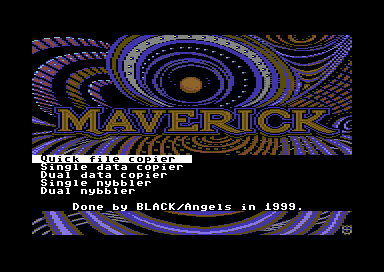 MAVERICK
Quick file copier
Single data copier
Dual data copier
Single nybbler
Dual nybbler
Done by BLACK/Angels in 1999.